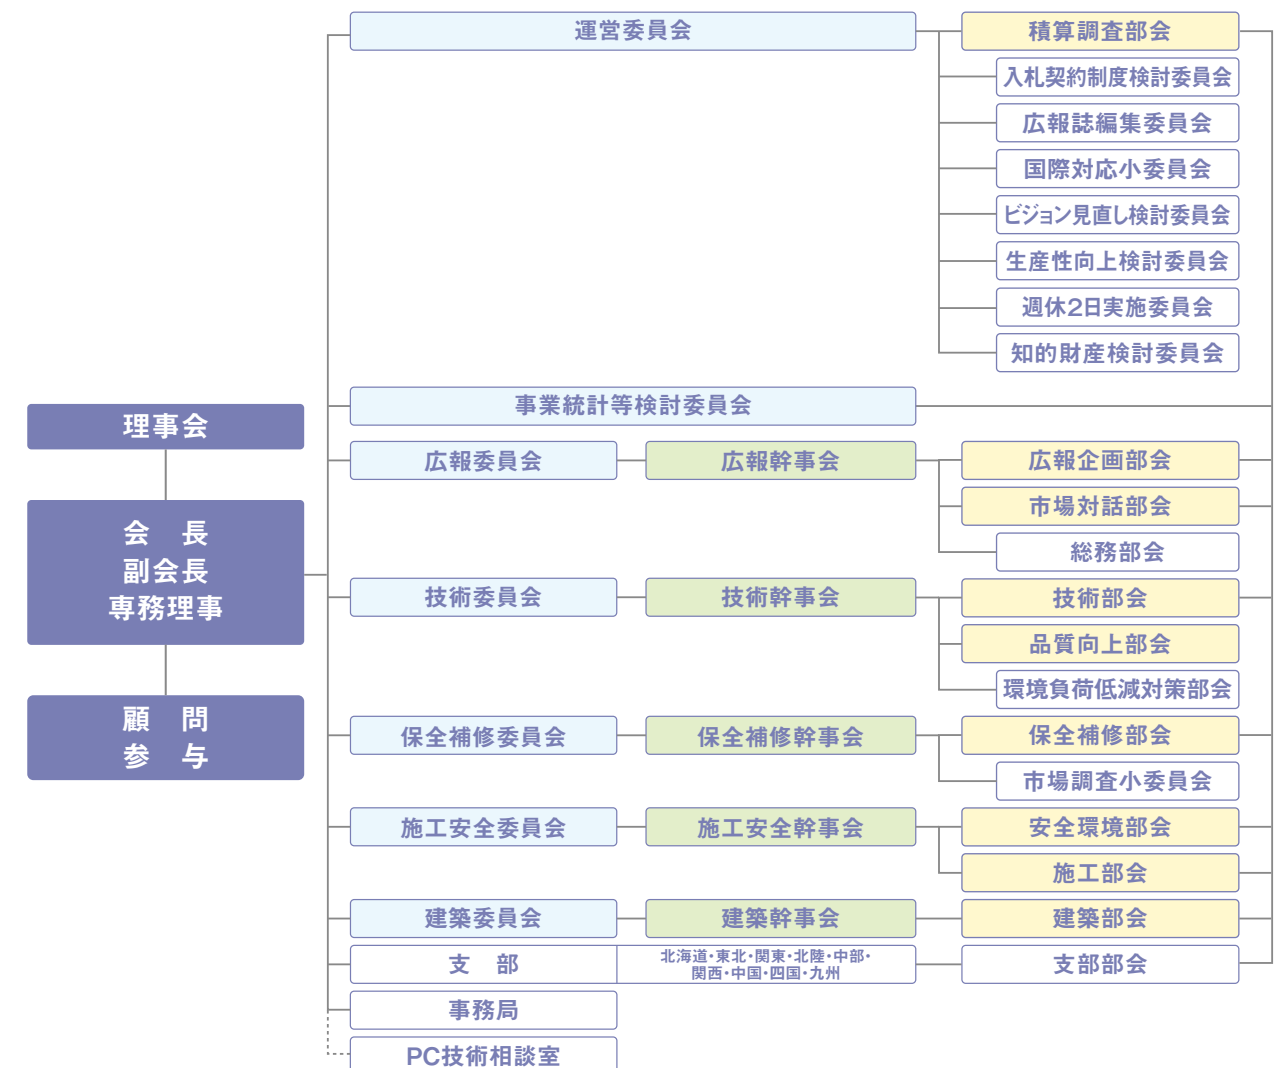 理事会
会　長
副会長
専務理事
顧　問
参　与
運営委員会
積算調査部会
入札契約制度検討委員会
広報誌編集委員会
国際対応小委員会
ビジョン見直し検討委員会
生産性向上検討委員会
週休2日実施委員会
知的財産検討委員会
事業統計等検討委員会
広報委員会
広報幹事会
広報企画部会
市場対話部会
総務部会
技術委員会
技術幹事会
技術部会
品質向上部会
環境負荷低減対策部会
保全補修委員会
保全補修幹事会
保全補修部会
市場調査小委員会
施工安全委員会
施工安全幹事会
安全環境部会
施工部会
建築委員会
建築幹事会
建築部会
支　部
北海道・東北・関東・北陸・中部・
関西・中国・四国・九州
支部部会
事務局
PC技術相談室